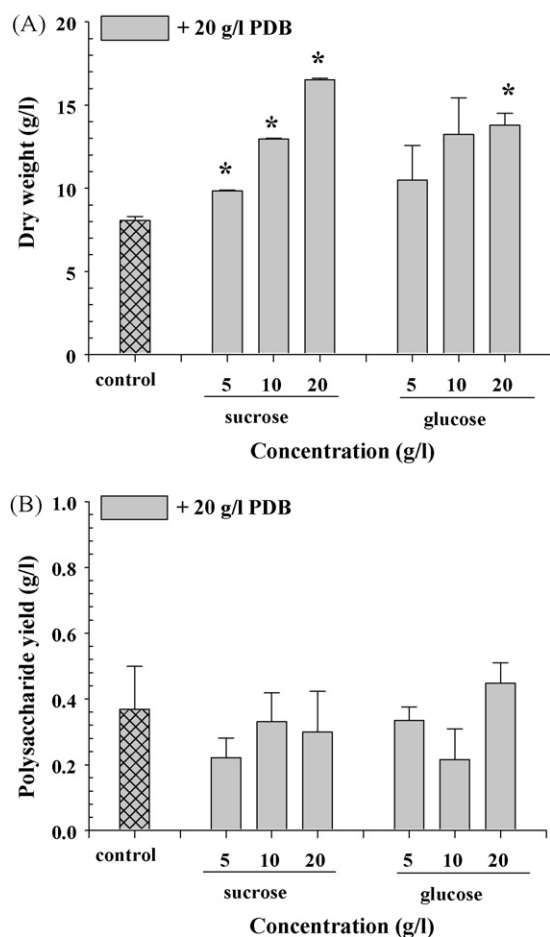 (A)
+ 20 g/l PDB
Dry weight (g/l)
20
15
10
5
0
* * * *
control
5 10 20 5 10 20
sucrose glucose
Concentration (g/l)
(B)
+ 20 g/l PDB
Polysaccharide yield (g/l)
1.0
0.8
0.6
0.4
0.2
0.0
control
5 10 20 5 10 20
sucrose glucose
Concentration (g/l)